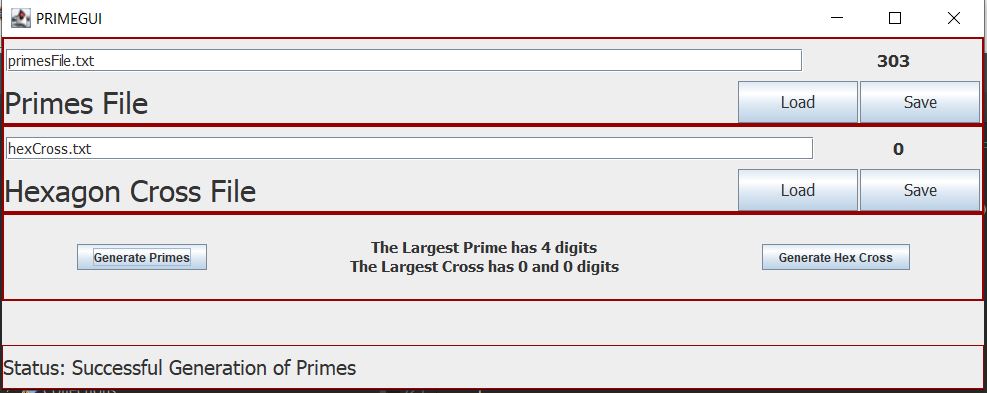 PRIMEGUI
primesFile.txt 303
Primes File Load Save
hexCross.txt 0
Hexagon Cross File Load Save
The Largest Prime has 4 digits
Generate Primes Generate Hex Cross
The Largest Cross has 0 and 0 digits
Status: Successful Generation of Primes